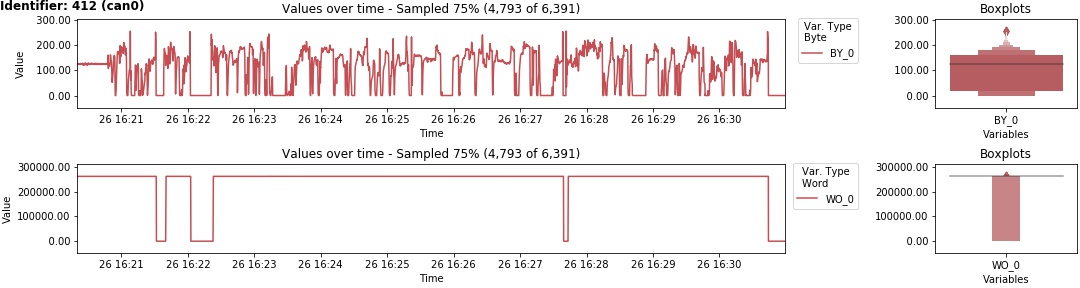 Identifier: 412 (can0)
Values over time - Sampled 75% (4,793 of 6,391)
Boxplots
300.00
200.00
100.00
0.00
Value
26 16:21 26 16:22 26 16:23 26 16:24 26 16:25 26 16:26 26 16:27 26 16:28 26 16:29 26 16:30
Time
Var. Type
Byte
BY_0
300.00
200.00
100.00
0.00
BY_0
Variables
Values over time - Sampled 75% (4,793 of 6,391)
Boxplots
300000.00
200000.00
100000.00
0.00
Value
26 16:21 26 16:22 26 16:23 26 16:24 26 16:25 26 16:26 26 16:27 26 16:28 26 16:29 26 16:30
Time
Var. Type
Word
WO_0
300000.00
200000.00
100000.00
0.00
WO_0
Variables